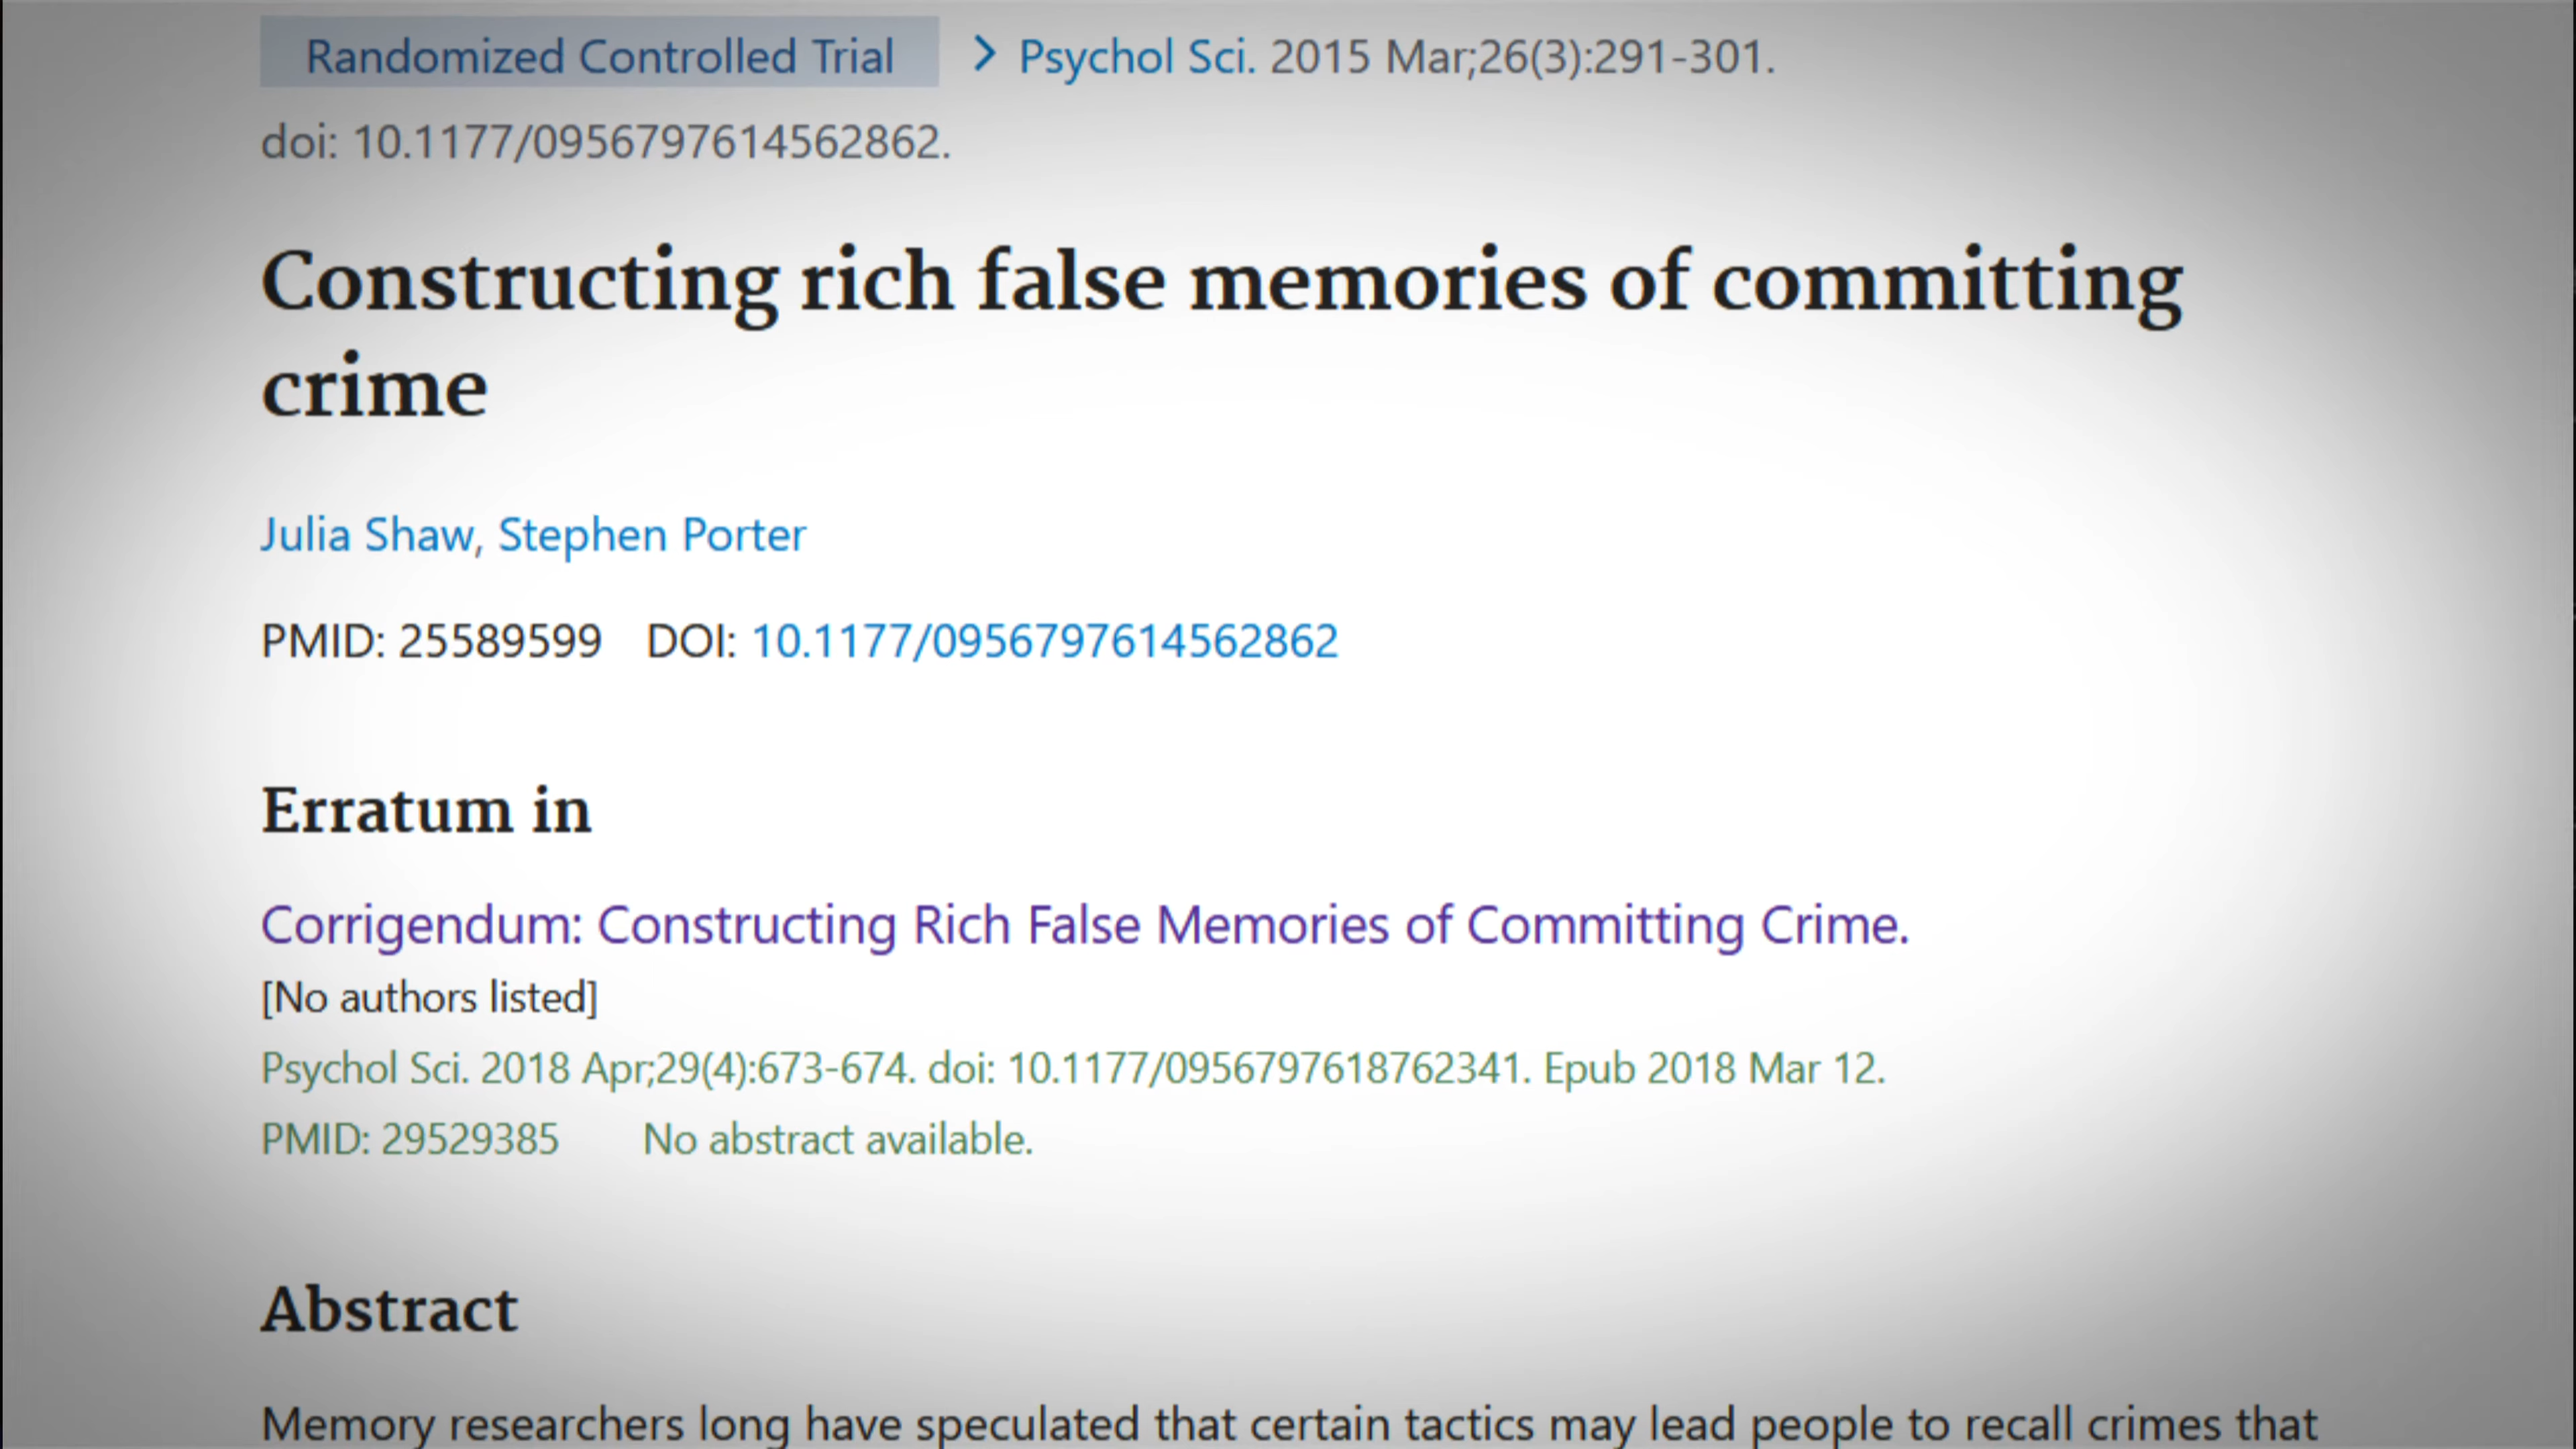 Randomized Controlled Trial > Psychol Sci. 2015 Mar;26(3):291-301.
doi: 10.1177/0956797614562862.
Constructing rich false memories of committing
crime
Julia Shaw, Stephen Porter
PMID: 25589599 DOI: 10.1177/0956797614562862
Erratum in
Corrigendum: Constructing Rich False Memories of Committing Crime.
[No authors listed]
Psychol Sci. 2018 Apr;29(4):673-674. doi: 10.1177/0956797618762341. Epub 2018 Mar 12.
PMID: 29529385 No abstract available.
Abstract
Memory researchers long have speculated that certain tactics may lead people to recall crimes that